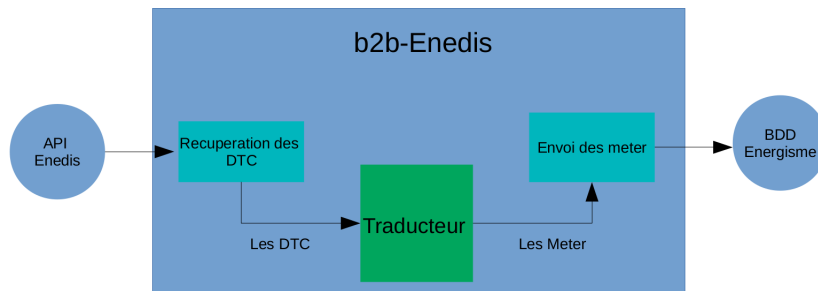 b2b-Enedis
API
Enedis
Recuperation des
DTC
Les DTC
Traducteur
Les Meter
Envoi des meter
BDD
Energisme